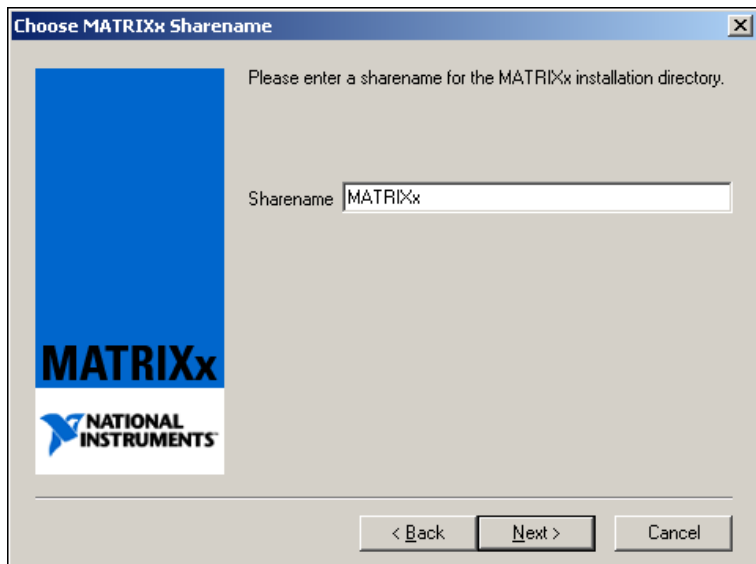 Choose MATRIXx Sharename
Please enter a sharename for the MATRIXx installation directory.
Sharename MATRIXx
MATRIXx
NATIONAL
INSTRUMENTS
< Back Next > Cancel